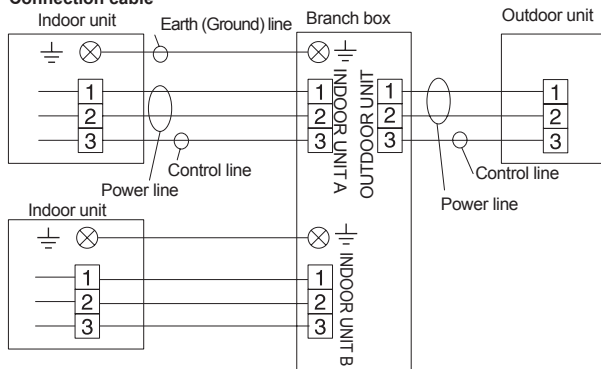 Connection cable
Indoor unit
Earth (Ground) line
Branch box
Outdoor unit
1
2
3
1
2
3
INDOOR UNIT A
OUTDOOR UNIT
1
2
3
1
2
3
Control line
Power line
Control line
Power line
Indoor unit
1
2
3
1
2
3
INDOOR UNIT B